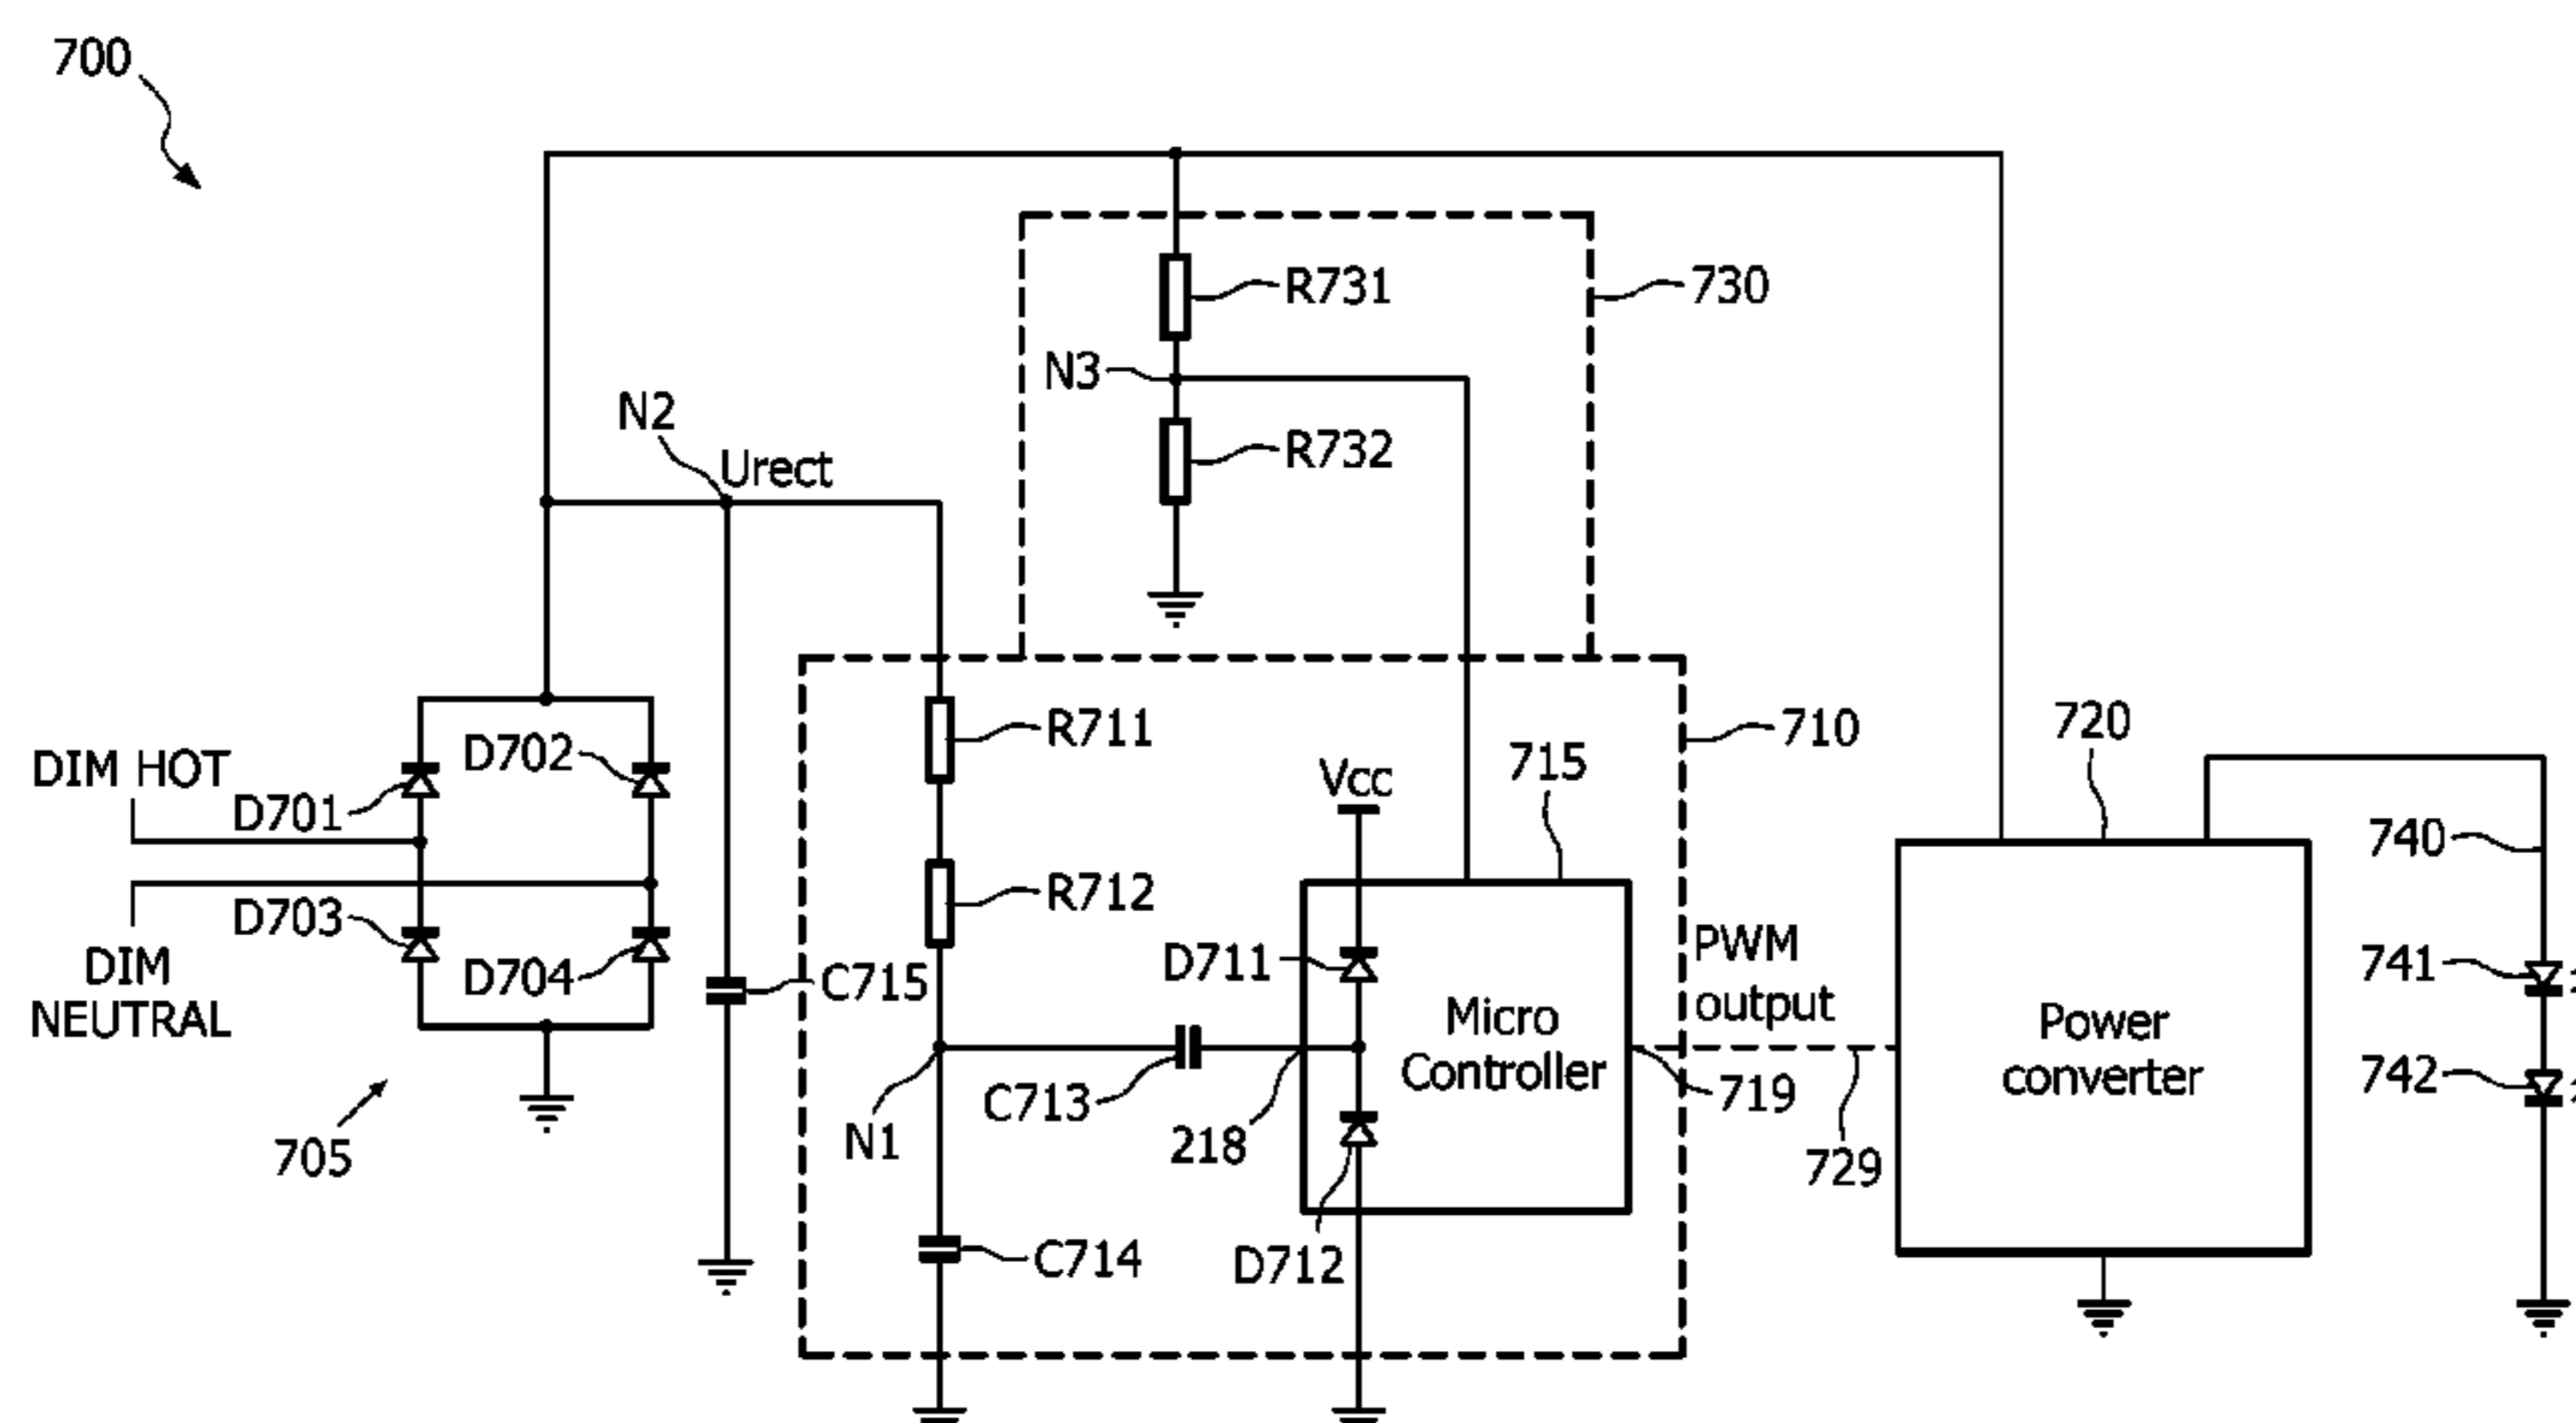 700
R731
730
N3
N2
Urect
R732
R711
710
720
715
Vcc
DIM HOT
D702
D701
740
R712
D703
DIM
NEUTRAL
D704
C715
D711
Micro
Controller
PWM
output
Power
converter
741
742
C713
N1
218
719
729
705
C714
D712